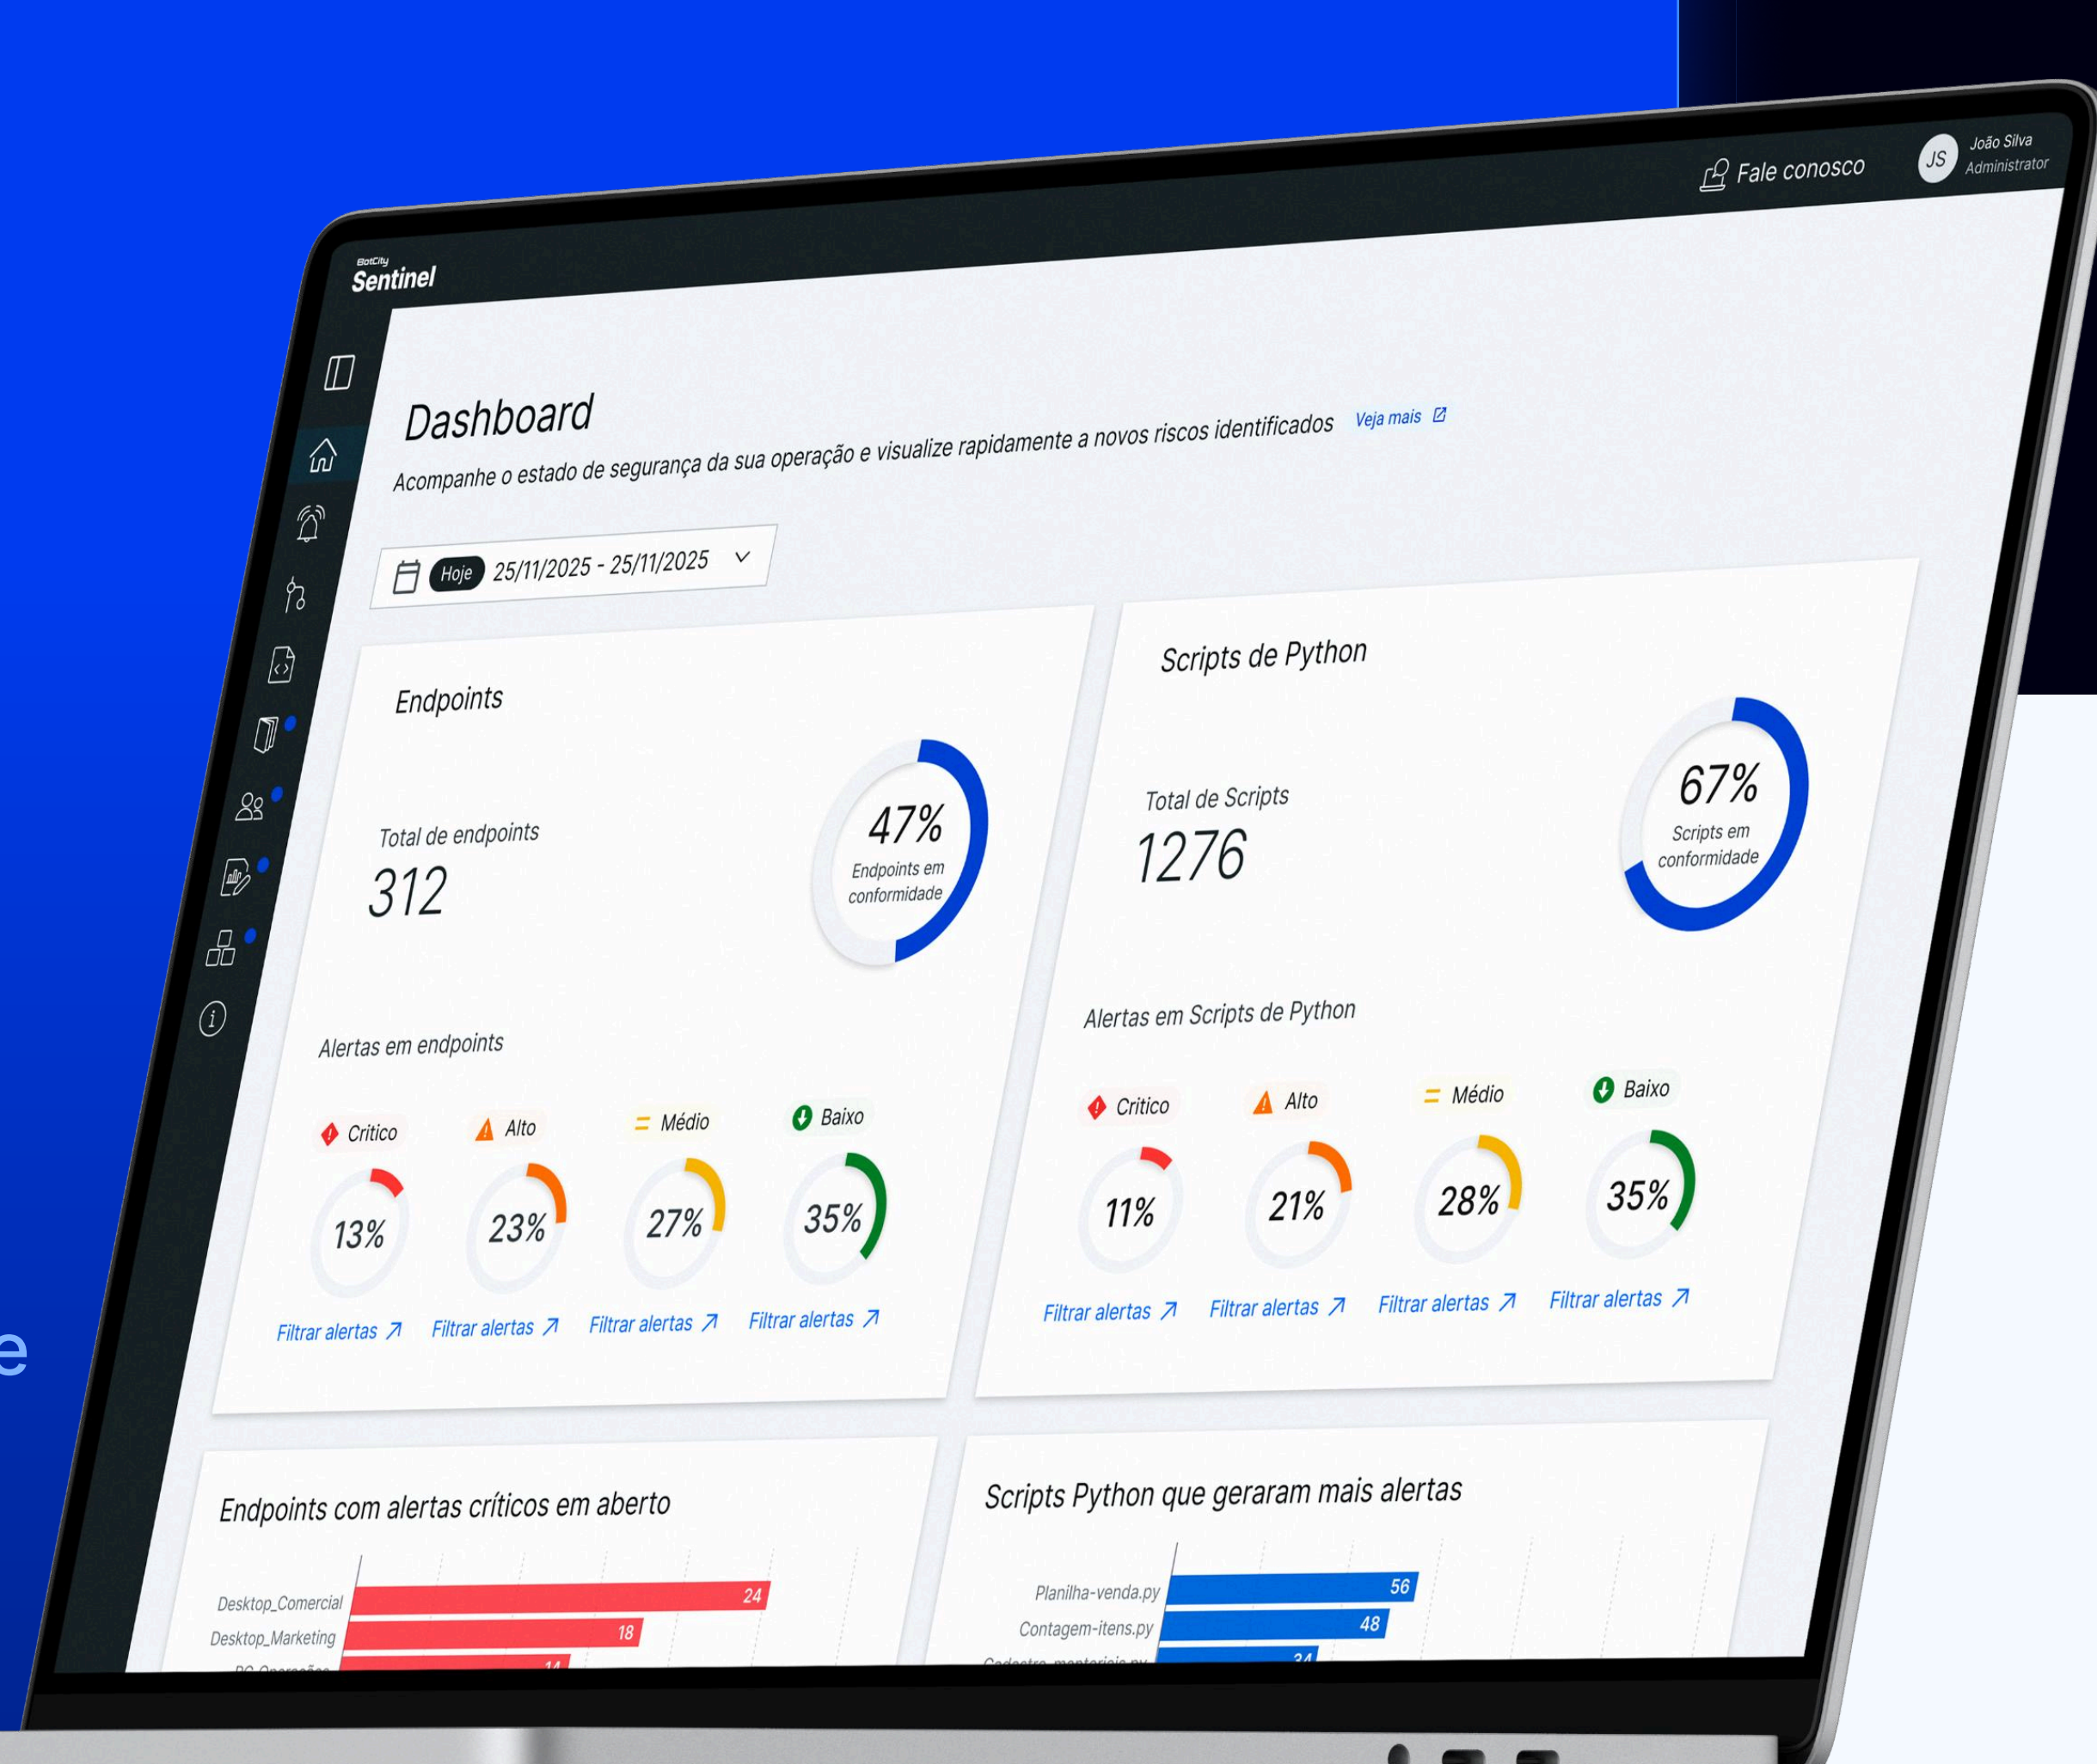 BotCity
Sentinel
Fale conosco
JS
João Silva
Administrator
Dashboard
Acompanhe o estado de segurança da sua operação e visualize rapidamente a novos riscos identificados Veja mais
Hoje 25/11/2025 - 25/11/2025
Endpoints
Total de endpoints
312
47%
Endpoints em
conformidade
Alertas em endpoints
Critico Alto Médio Baixo
13% 23% 27% 35%
Filtrar alertas Filtrar alertas Filtrar alertas Filtrar alertas
Scripts de Python
Total de Scripts
1276
67%
Scripts em
conformidade
Alertas em Scripts de Python
Critico Alto Médio Baixo
11% 21% 28% 35%
Filtrar alertas Filtrar alertas Filtrar alertas Filtrar alertas
Endpoints com alertas críticos em aberto
Desktop_Comercial 24
Desktop_Marketing 18
PC_Operações 14
Scripts Python que geraram mais alertas
Planilha-venda.py 56
Contagem-itens.py 48
34
e